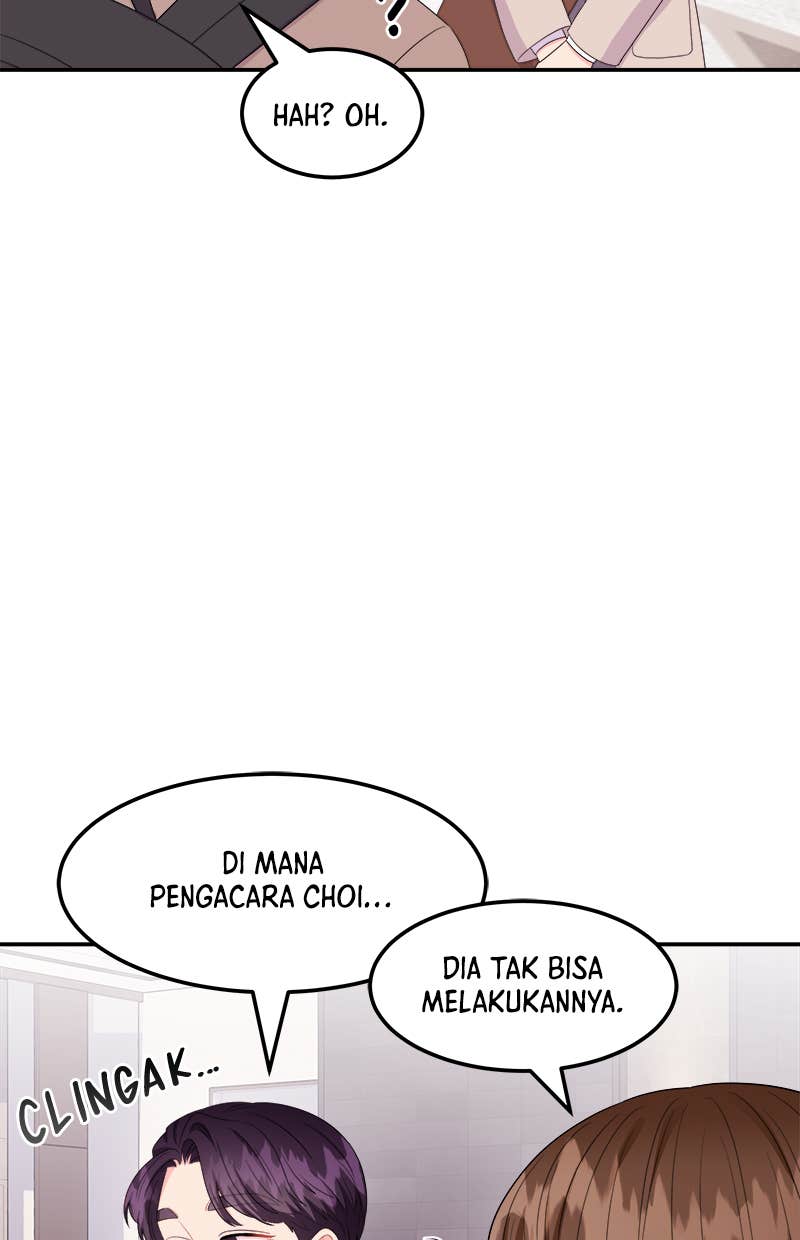 HAH? OH.
DI MANA
PENGACARA CHOI...
DIA TAK BISA
MELAKUKANNYA.
CLINGAK...